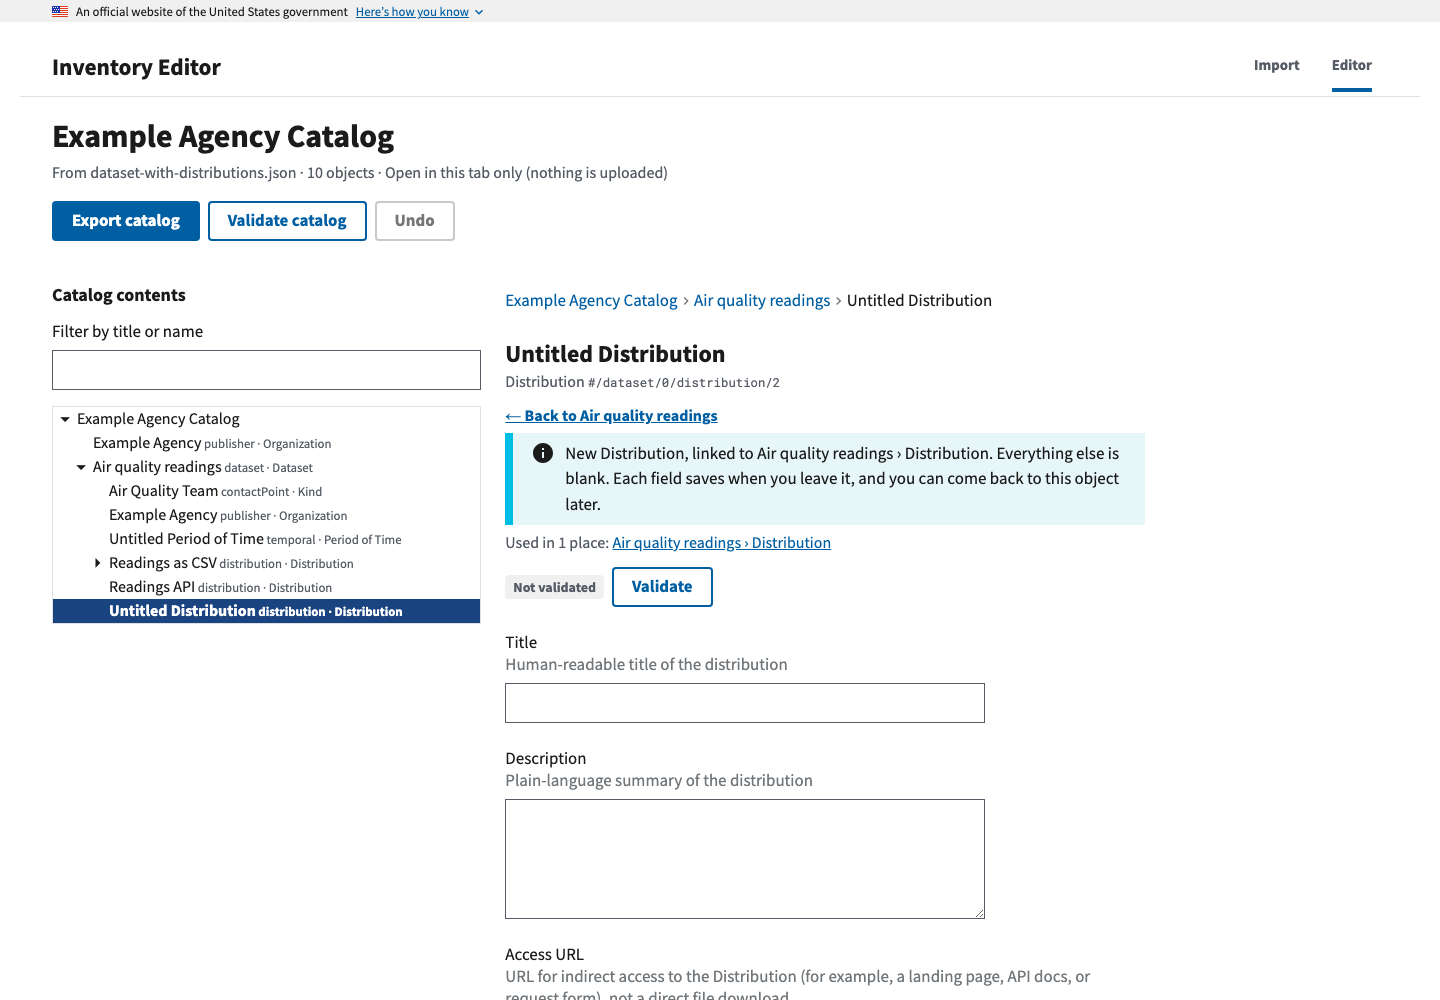 An official website of the United States government Here's how you know
Inventory Editor
Import
Editor
Example Agency Catalog
From dataset-with-distributions.json · 10 objects · Open in this tab only (nothing is uploaded)
Export catalog
Validate catalog
Undo
Catalog contents
Filter by title or name
Example Agency Catalog
Example Agency publisher · Organization
Air quality readings dataset · Dataset
Air Quality Team contactPoint · Kind
Example Agency publisher · Organization
Untitled Period of Time temporal · Period of Time
Readings as CSV distribution · Distribution
Readings API distribution · Distribution
Untitled Distribution distribution · Distribution
Example Agency Catalog › Air quality readings › Untitled Distribution
Untitled Distribution
Distribution #/dataset/0/distribution/2
← Back to Air quality readings
New Distribution, linked to Air quality readings › Distribution. Everything else is
blank. Each field saves when you leave it, and you can come back to this object
later.
Used in 1 place: Air quality readings › Distribution
Not validated
Validate
Title
Human-readable title of the distribution
Description
Plain-language summary of the distribution
Access URL
URL for indirect access to the Distribution (for example, a landing page, API docs, or
request form), not a direct file download.